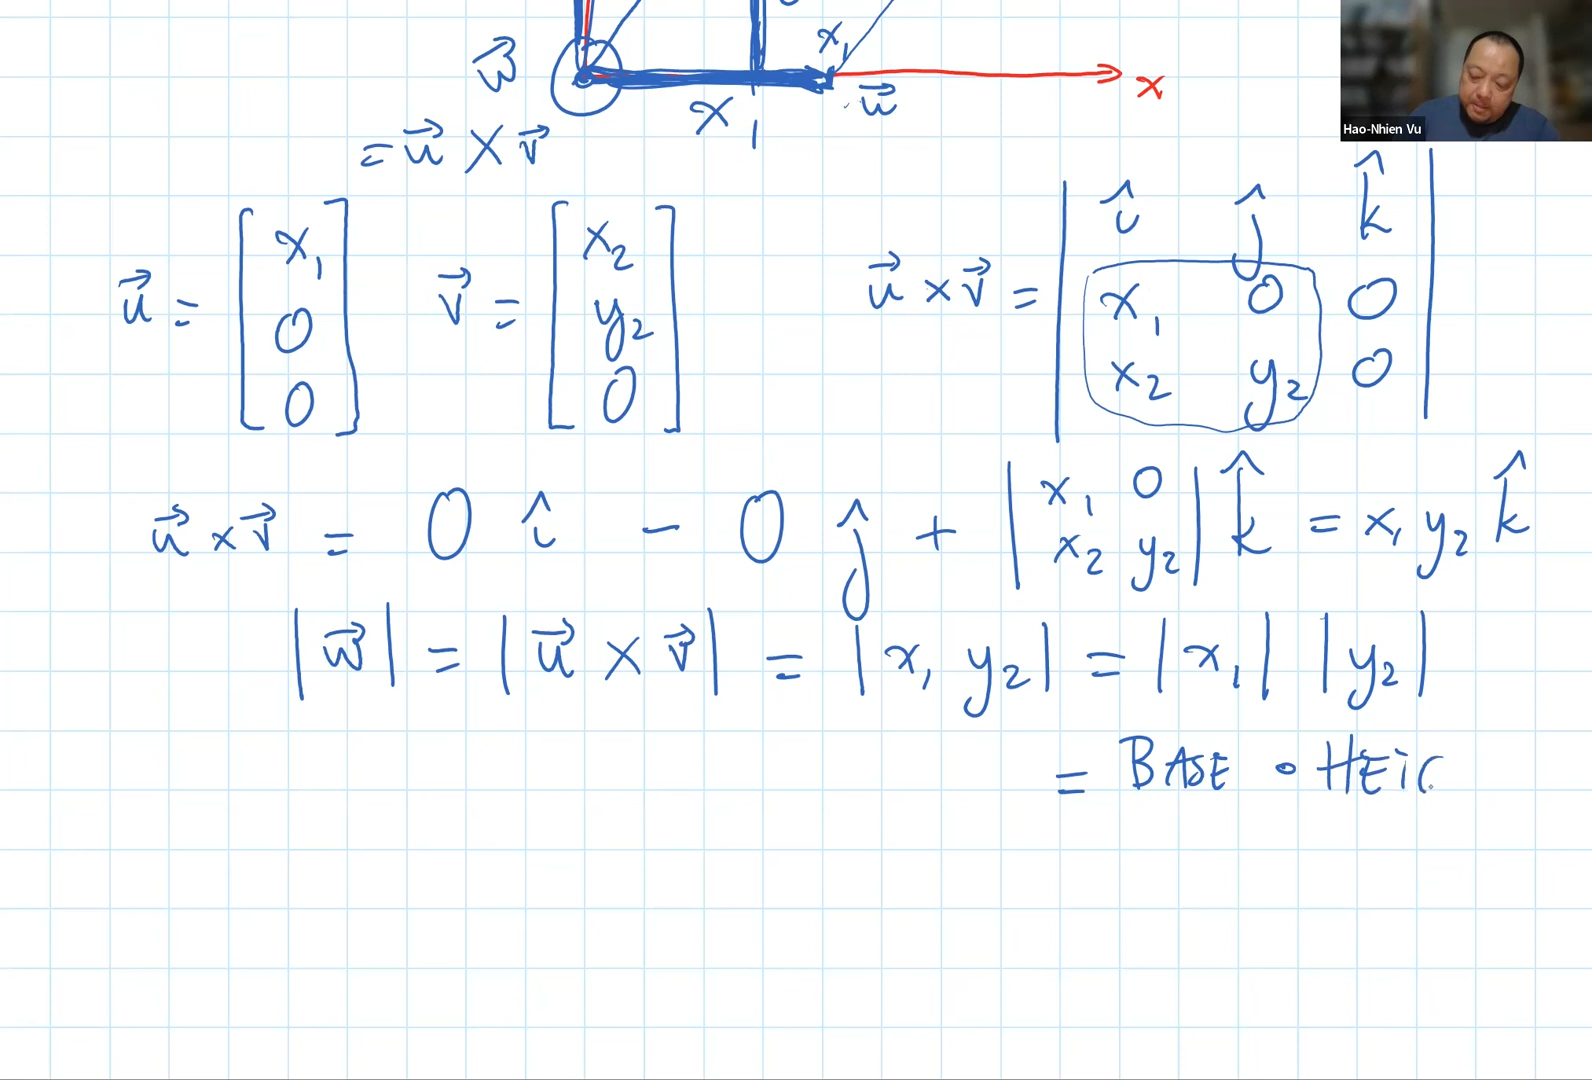 x₁
w⃗
x
x₁
u⃗
Hao-Nhien Vu
= u⃗ × v⃗
u⃗ = [x₁ 0 0] v⃗ = [x₂ y₂ 0] u⃗ × v⃗ = | î ĵ k̂ |
| x₁ 0 0 |
| x₂ y₂ 0 |
u⃗ × v⃗ = 0 î − 0 ĵ + | x₁ 0 x₂ y₂ | k̂ = x₁ y₂ k̂
|w⃗| = |u⃗ × v⃗| = |x₁ y₂| = |x₁| |y₂|
= BASE • HEIG